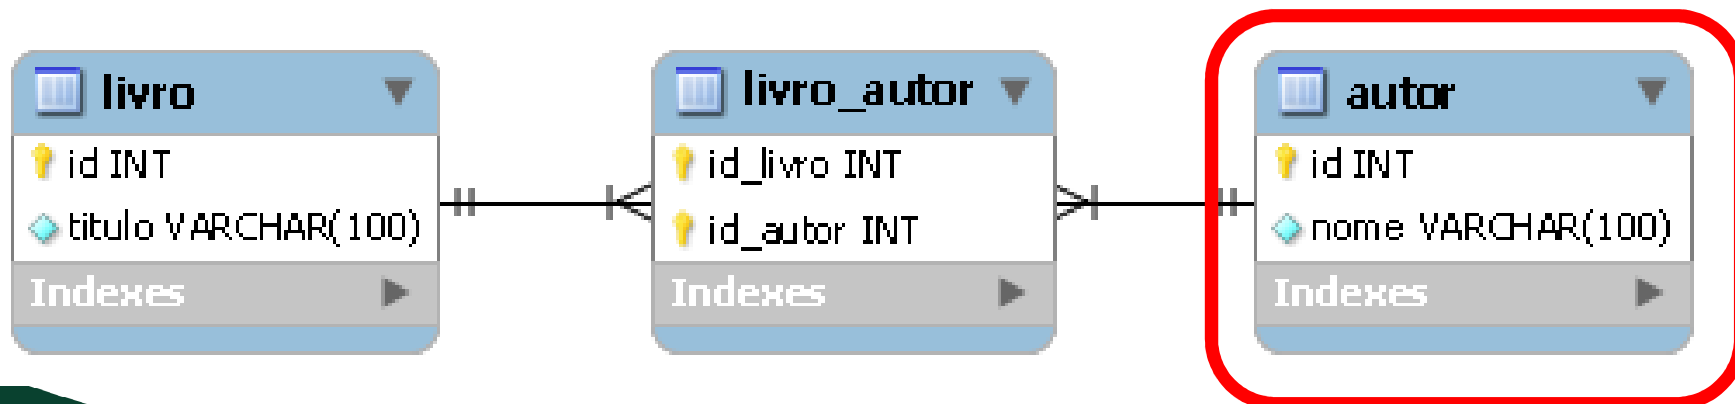 livro
id INT
titulo VARCHAR(100)
Indexes
livro_autor
id_livro INT
id_autor INT
Indexes
autor
id INT
nome VARCHAR(100)
Indexes